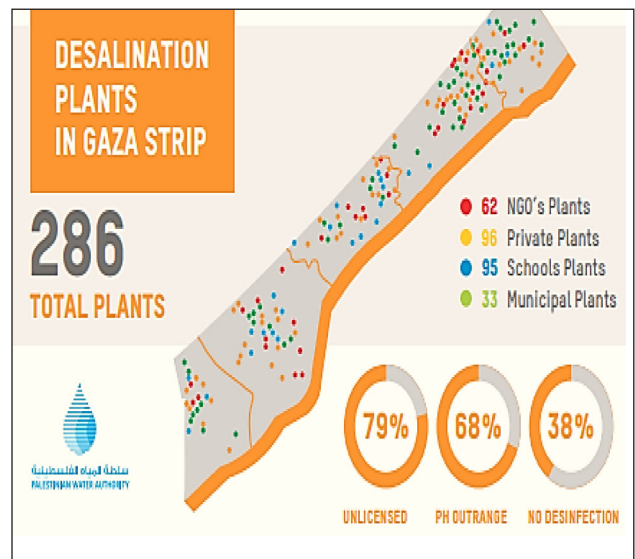 DESALINATION
PLANTS
IN GAZA STRIP
286
TOTAL PLANTS
62 NGO's Plants
96 Private Plants
95 Schools Plants
33 Municipal Plants
79%
68%
38%
UNLICENSED
PH OUTRANGE
NO DESINFECTION
سلطة المياه الفلسطينية
PALESTINIAN WATER AUTHORITY